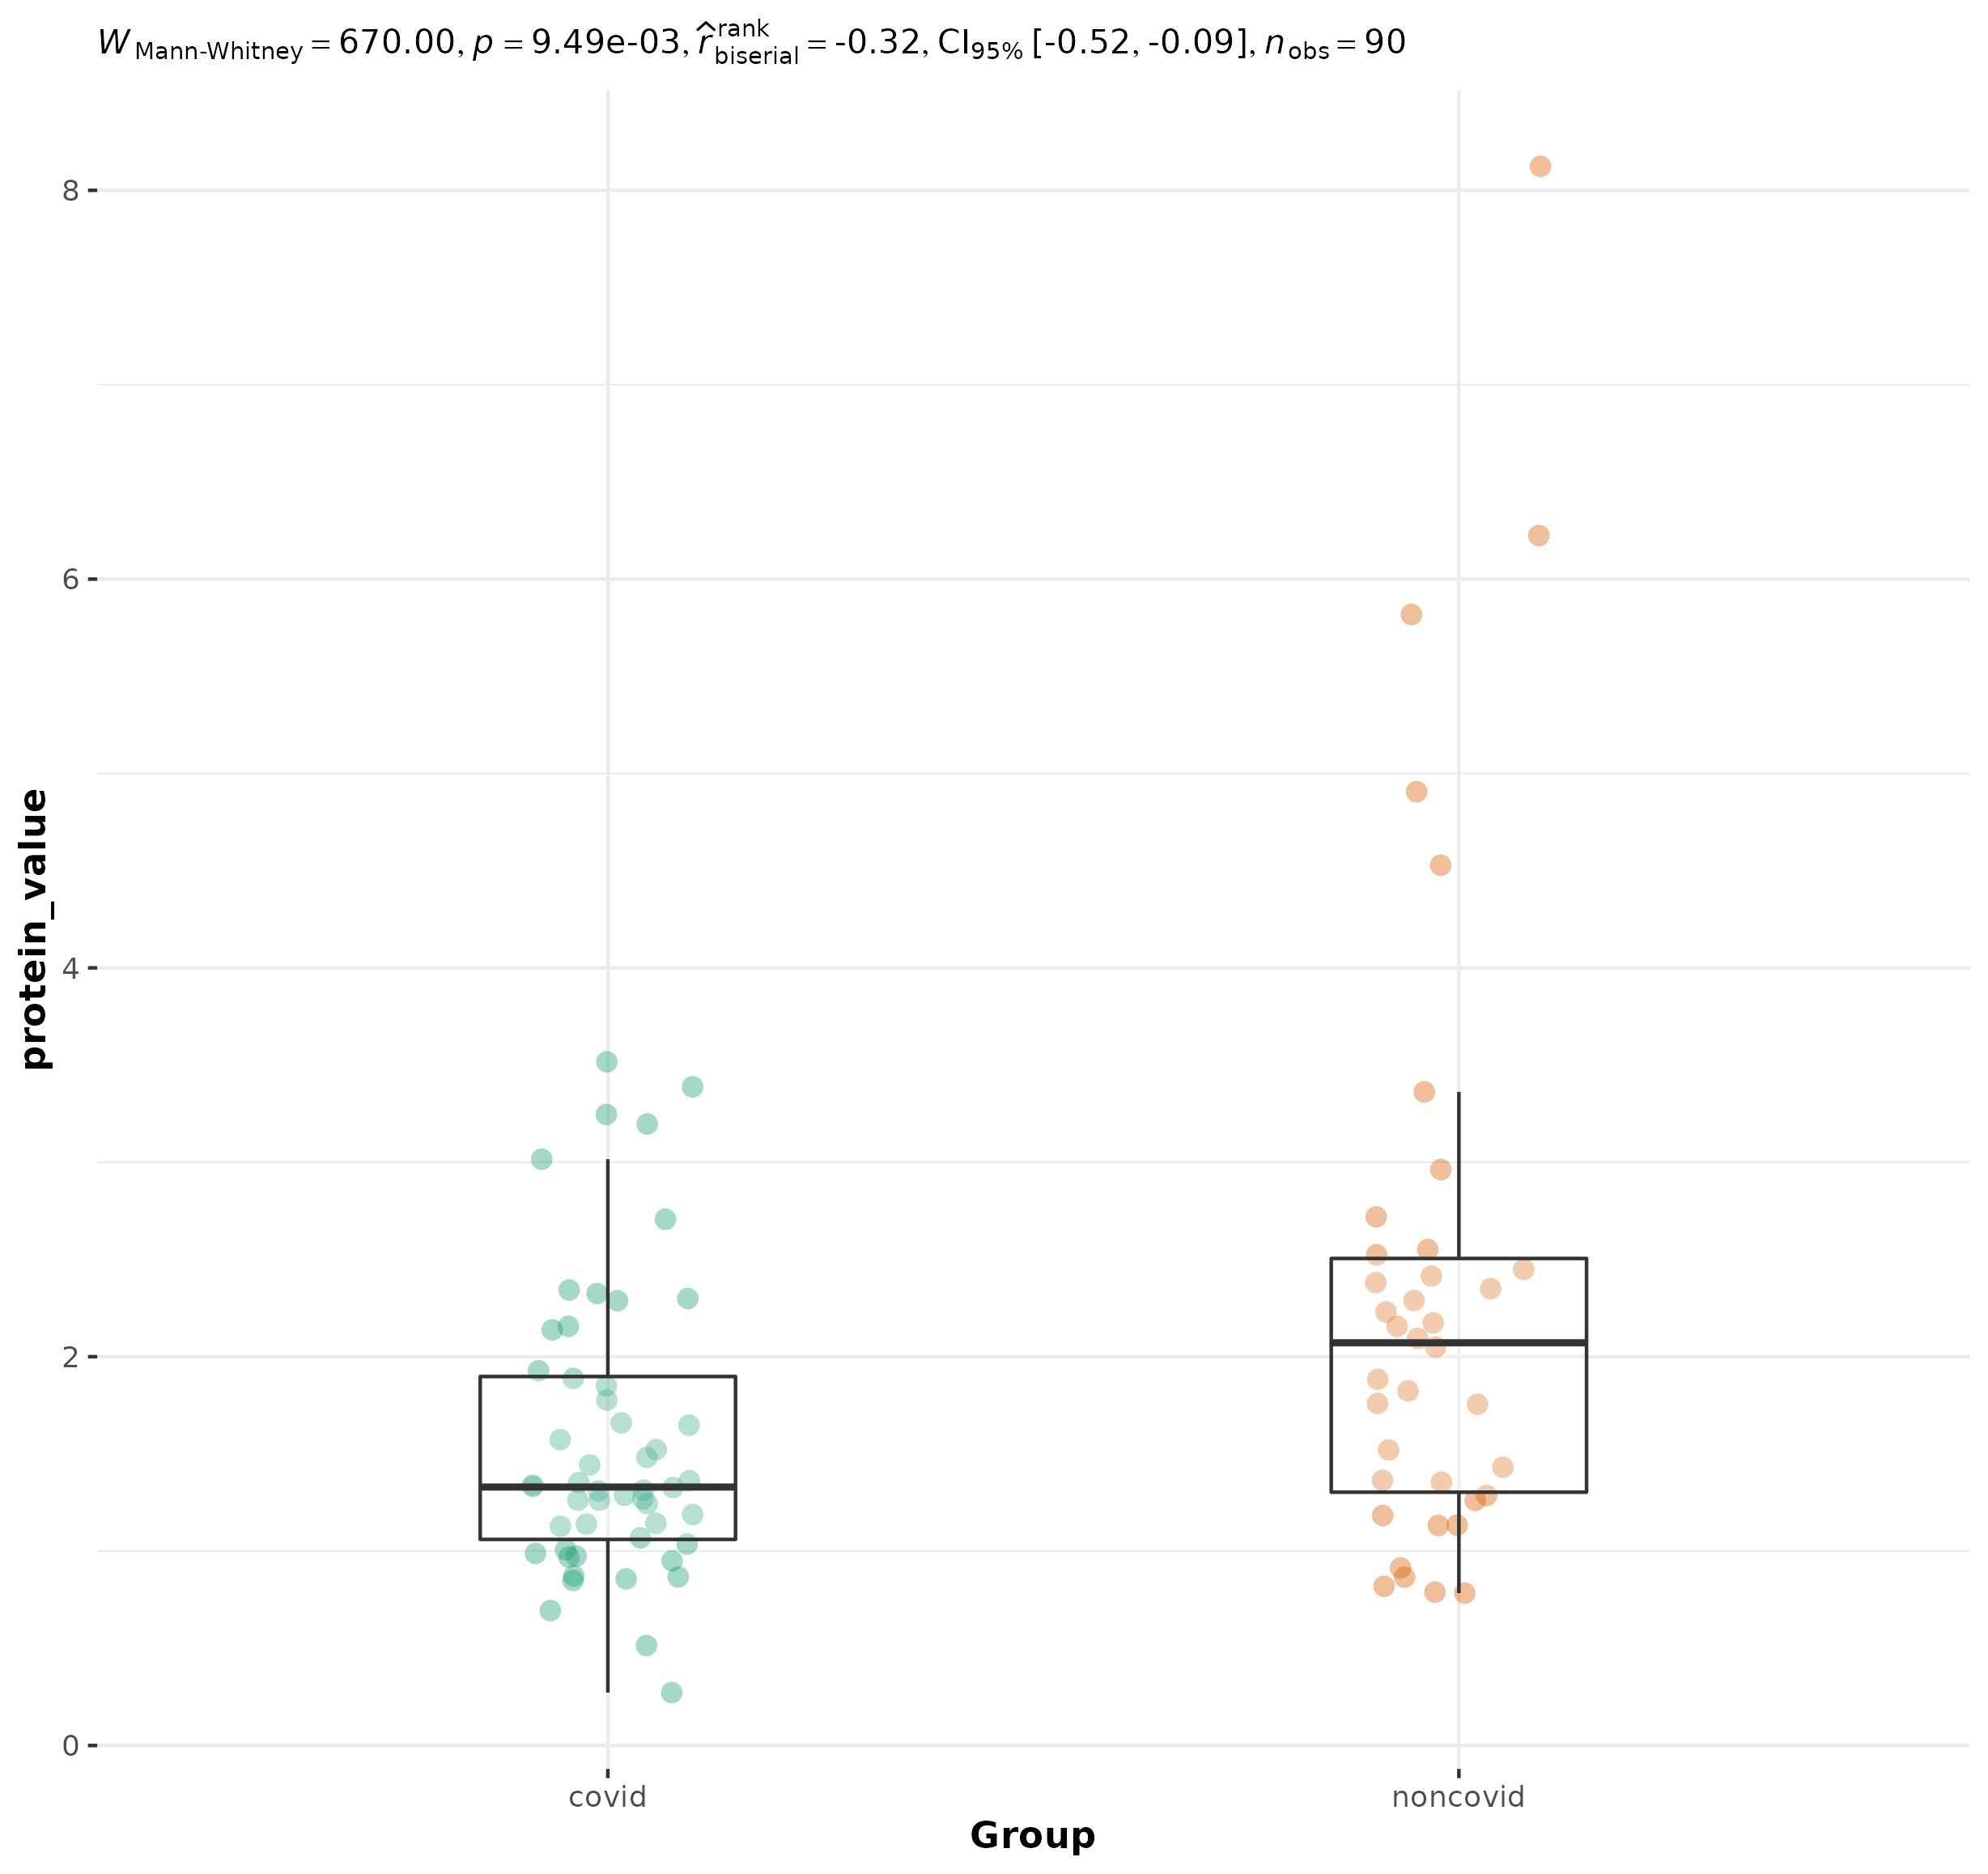 W Mann-Whitney = 670.00, p = 9.49e-03, r̂ rank biserial = -0.32, CI95% [-0.52, -0.09], nobs = 90
8
6
4
2
0
protein_value
covid noncovid
Group